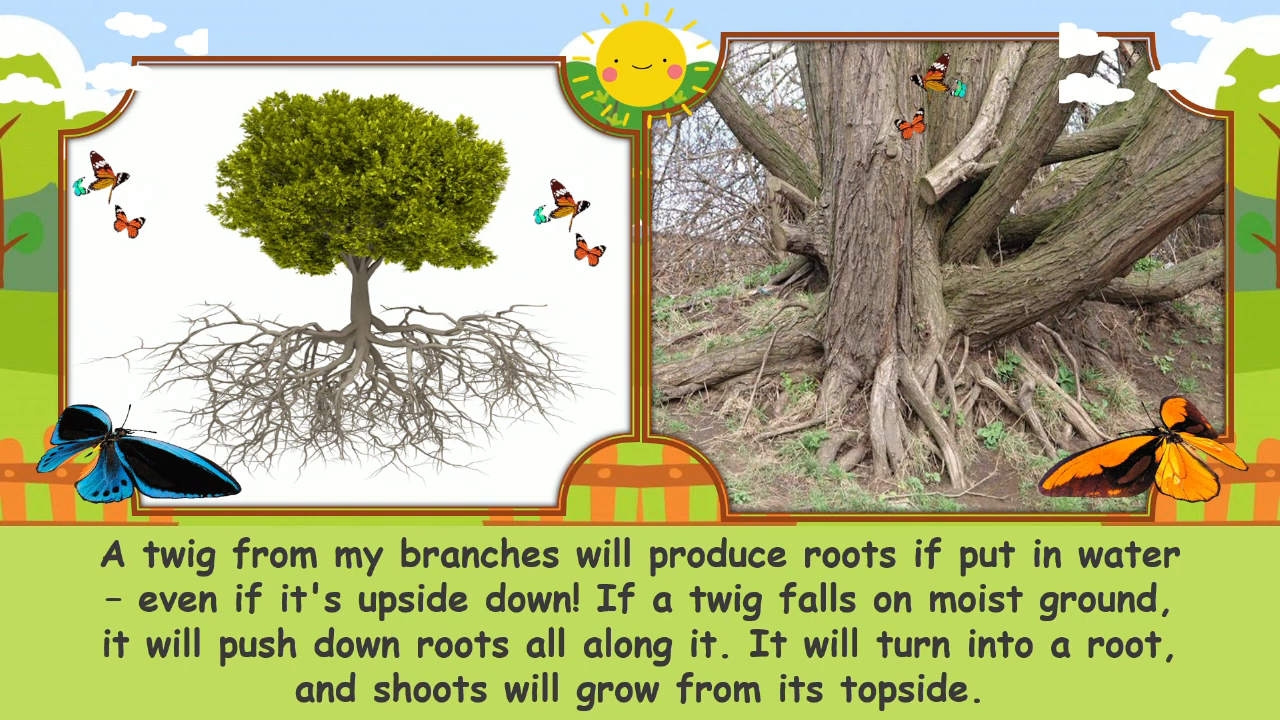 A twig from my branches will produce roots if put in water
– even if it's upside down! If a twig falls on moist ground,
it will push down roots all along it. It will turn into a root,
and shoots will grow from its topside.